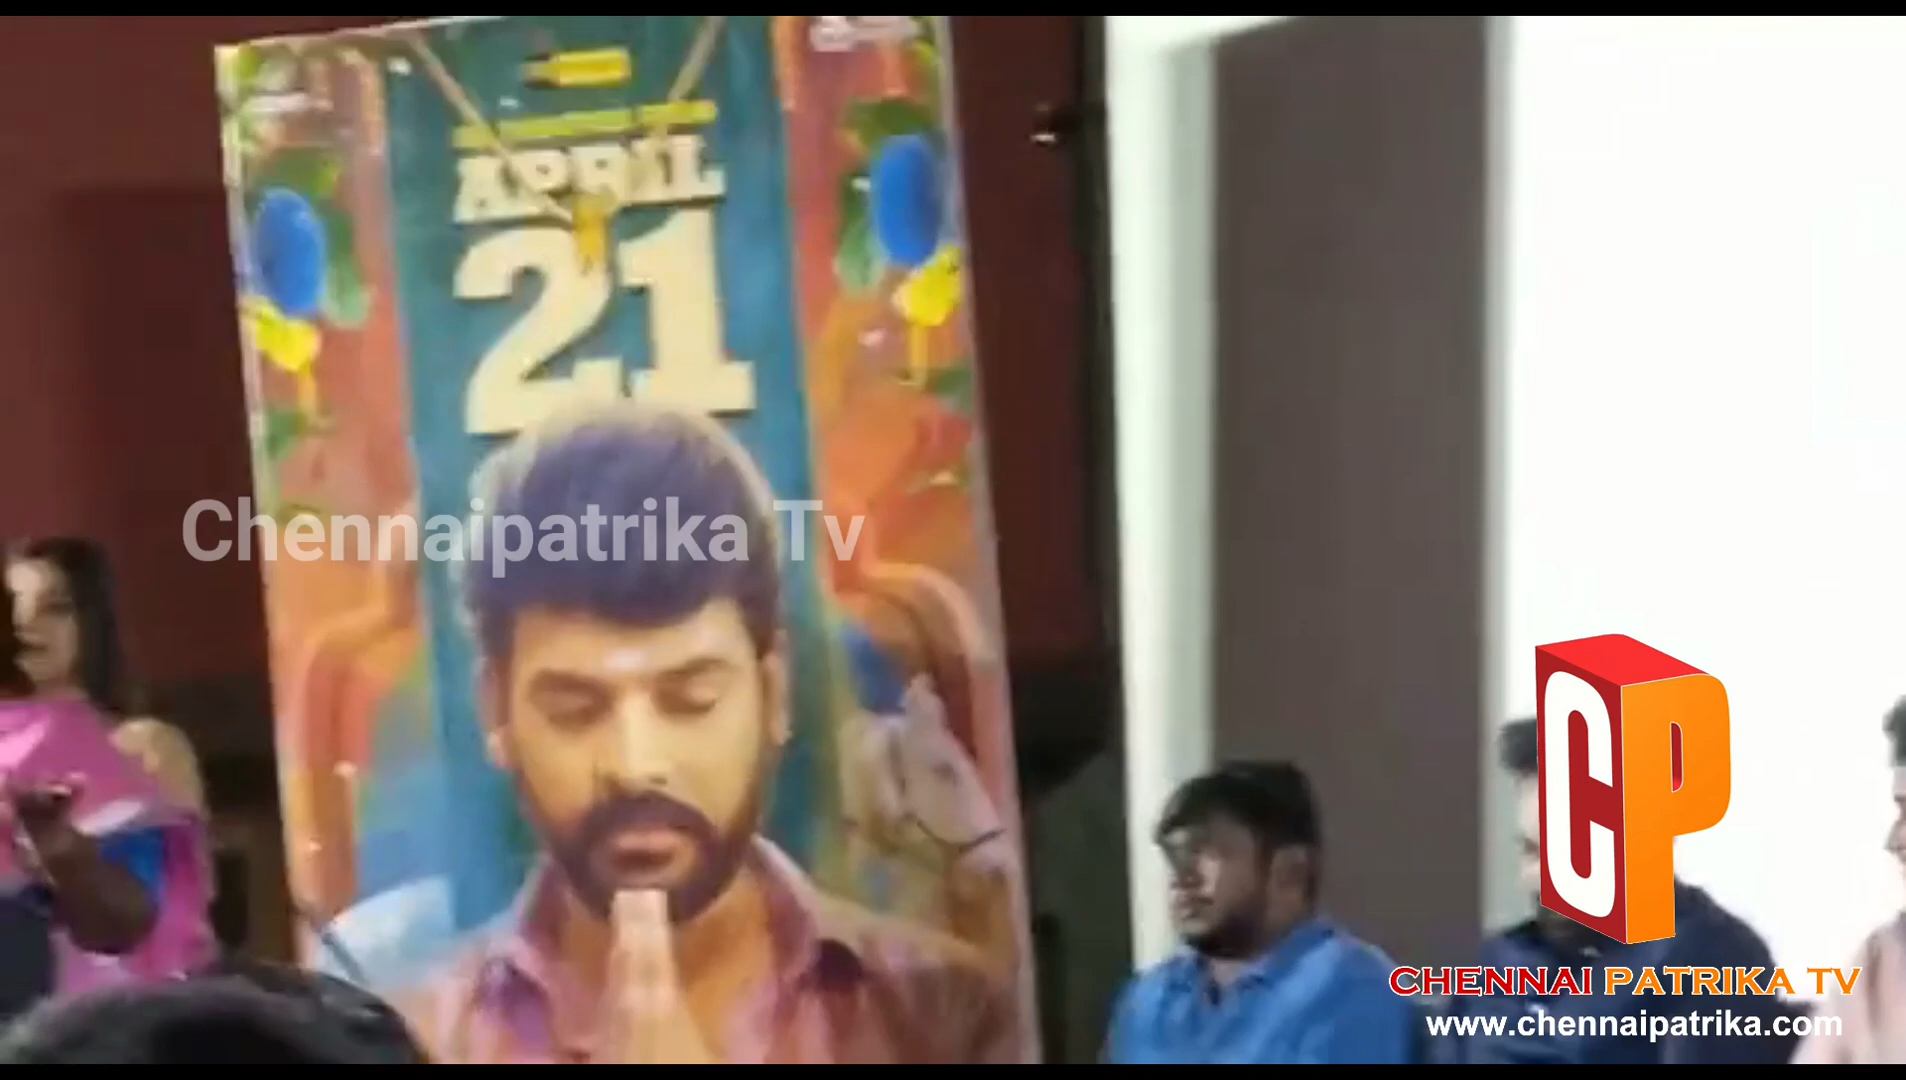 APRIL
21
Chennaipatrika Tv
CP
CHENNAI PATRIKA TV
www.chennaipatrika.com